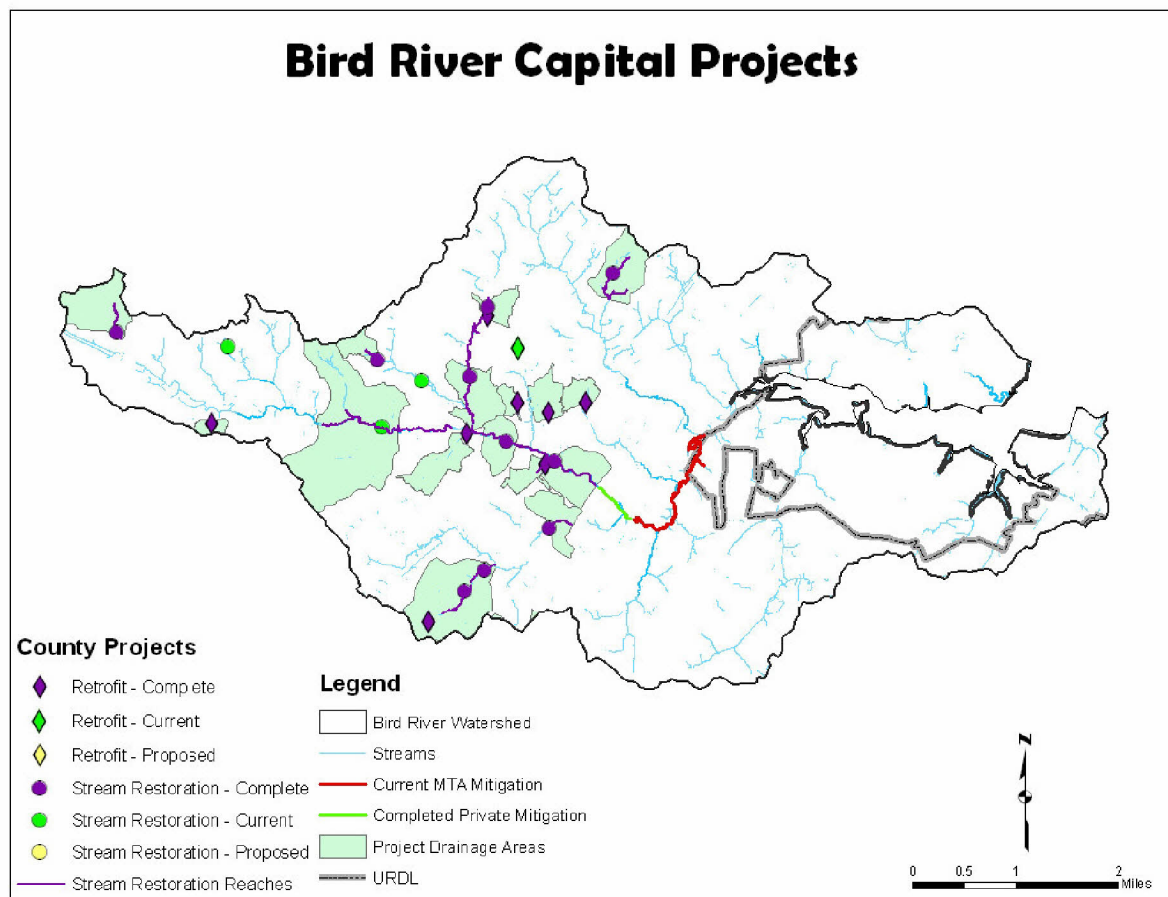 Bird River Capital Projects
County Projects
Retrofit - Complete
Retrofit - Current
Retrofit - Proposed
Stream Restoration - Complete
Stream Restoration - Current
Stream Restoration - Proposed
Stream Restoration Reaches
Legend
Bird River Watershed
Streams
Current MTA Mitigation
Completed Private Mitigation
Project Drainage Areas
URDL
N
0 0.5 1 2
Miles